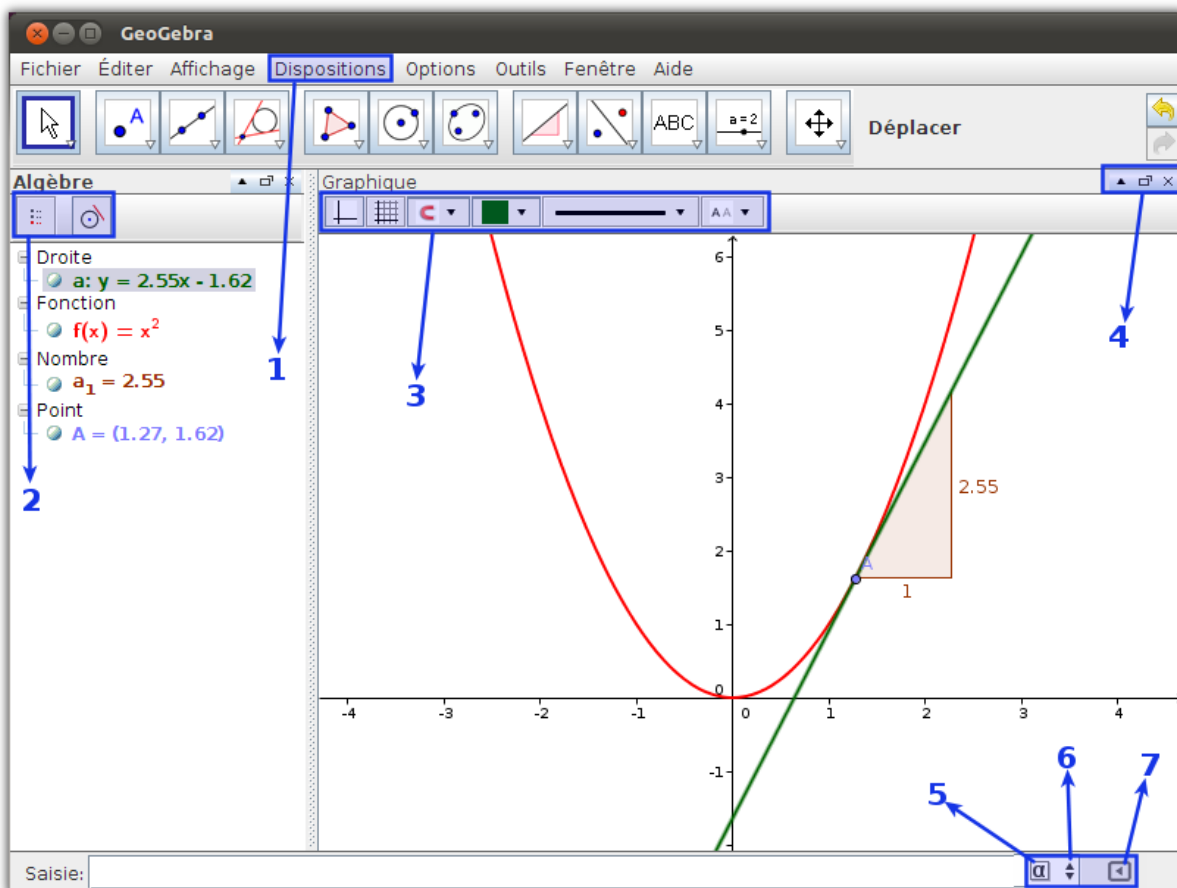 GeoGebra
Fichier Éditer Affichage Dispositions Options Outils Fenêtre Aide
A
ABC
a = 2
Déplacer
Algèbre
Graphique
A A
Droite
a: y = 2.55x - 1.62
Fonction
f(x) = x²
Nombre
a₁ = 2.55
Point
A = (1.27, 1.62)
1
2
3
4
6
5
4
3
2
1
0
-1
-4 -3 -2 -1 0 1 2 3 4
2.55
A
1
5
6
7
Saisie:
α